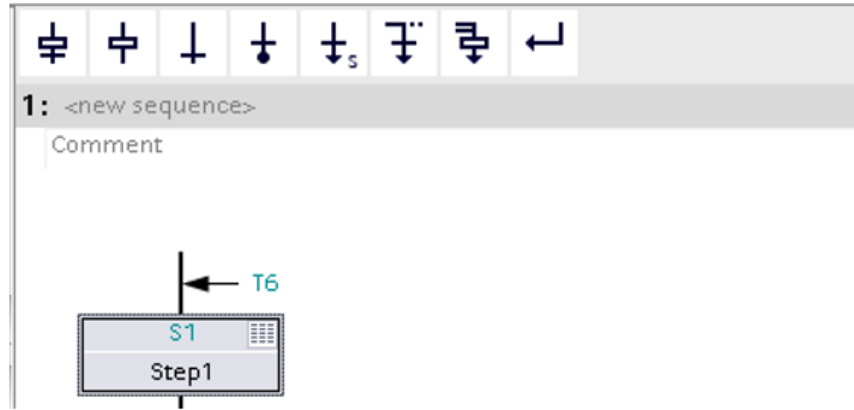 s
1: <new sequence>
Comment
T6
S1
Step1